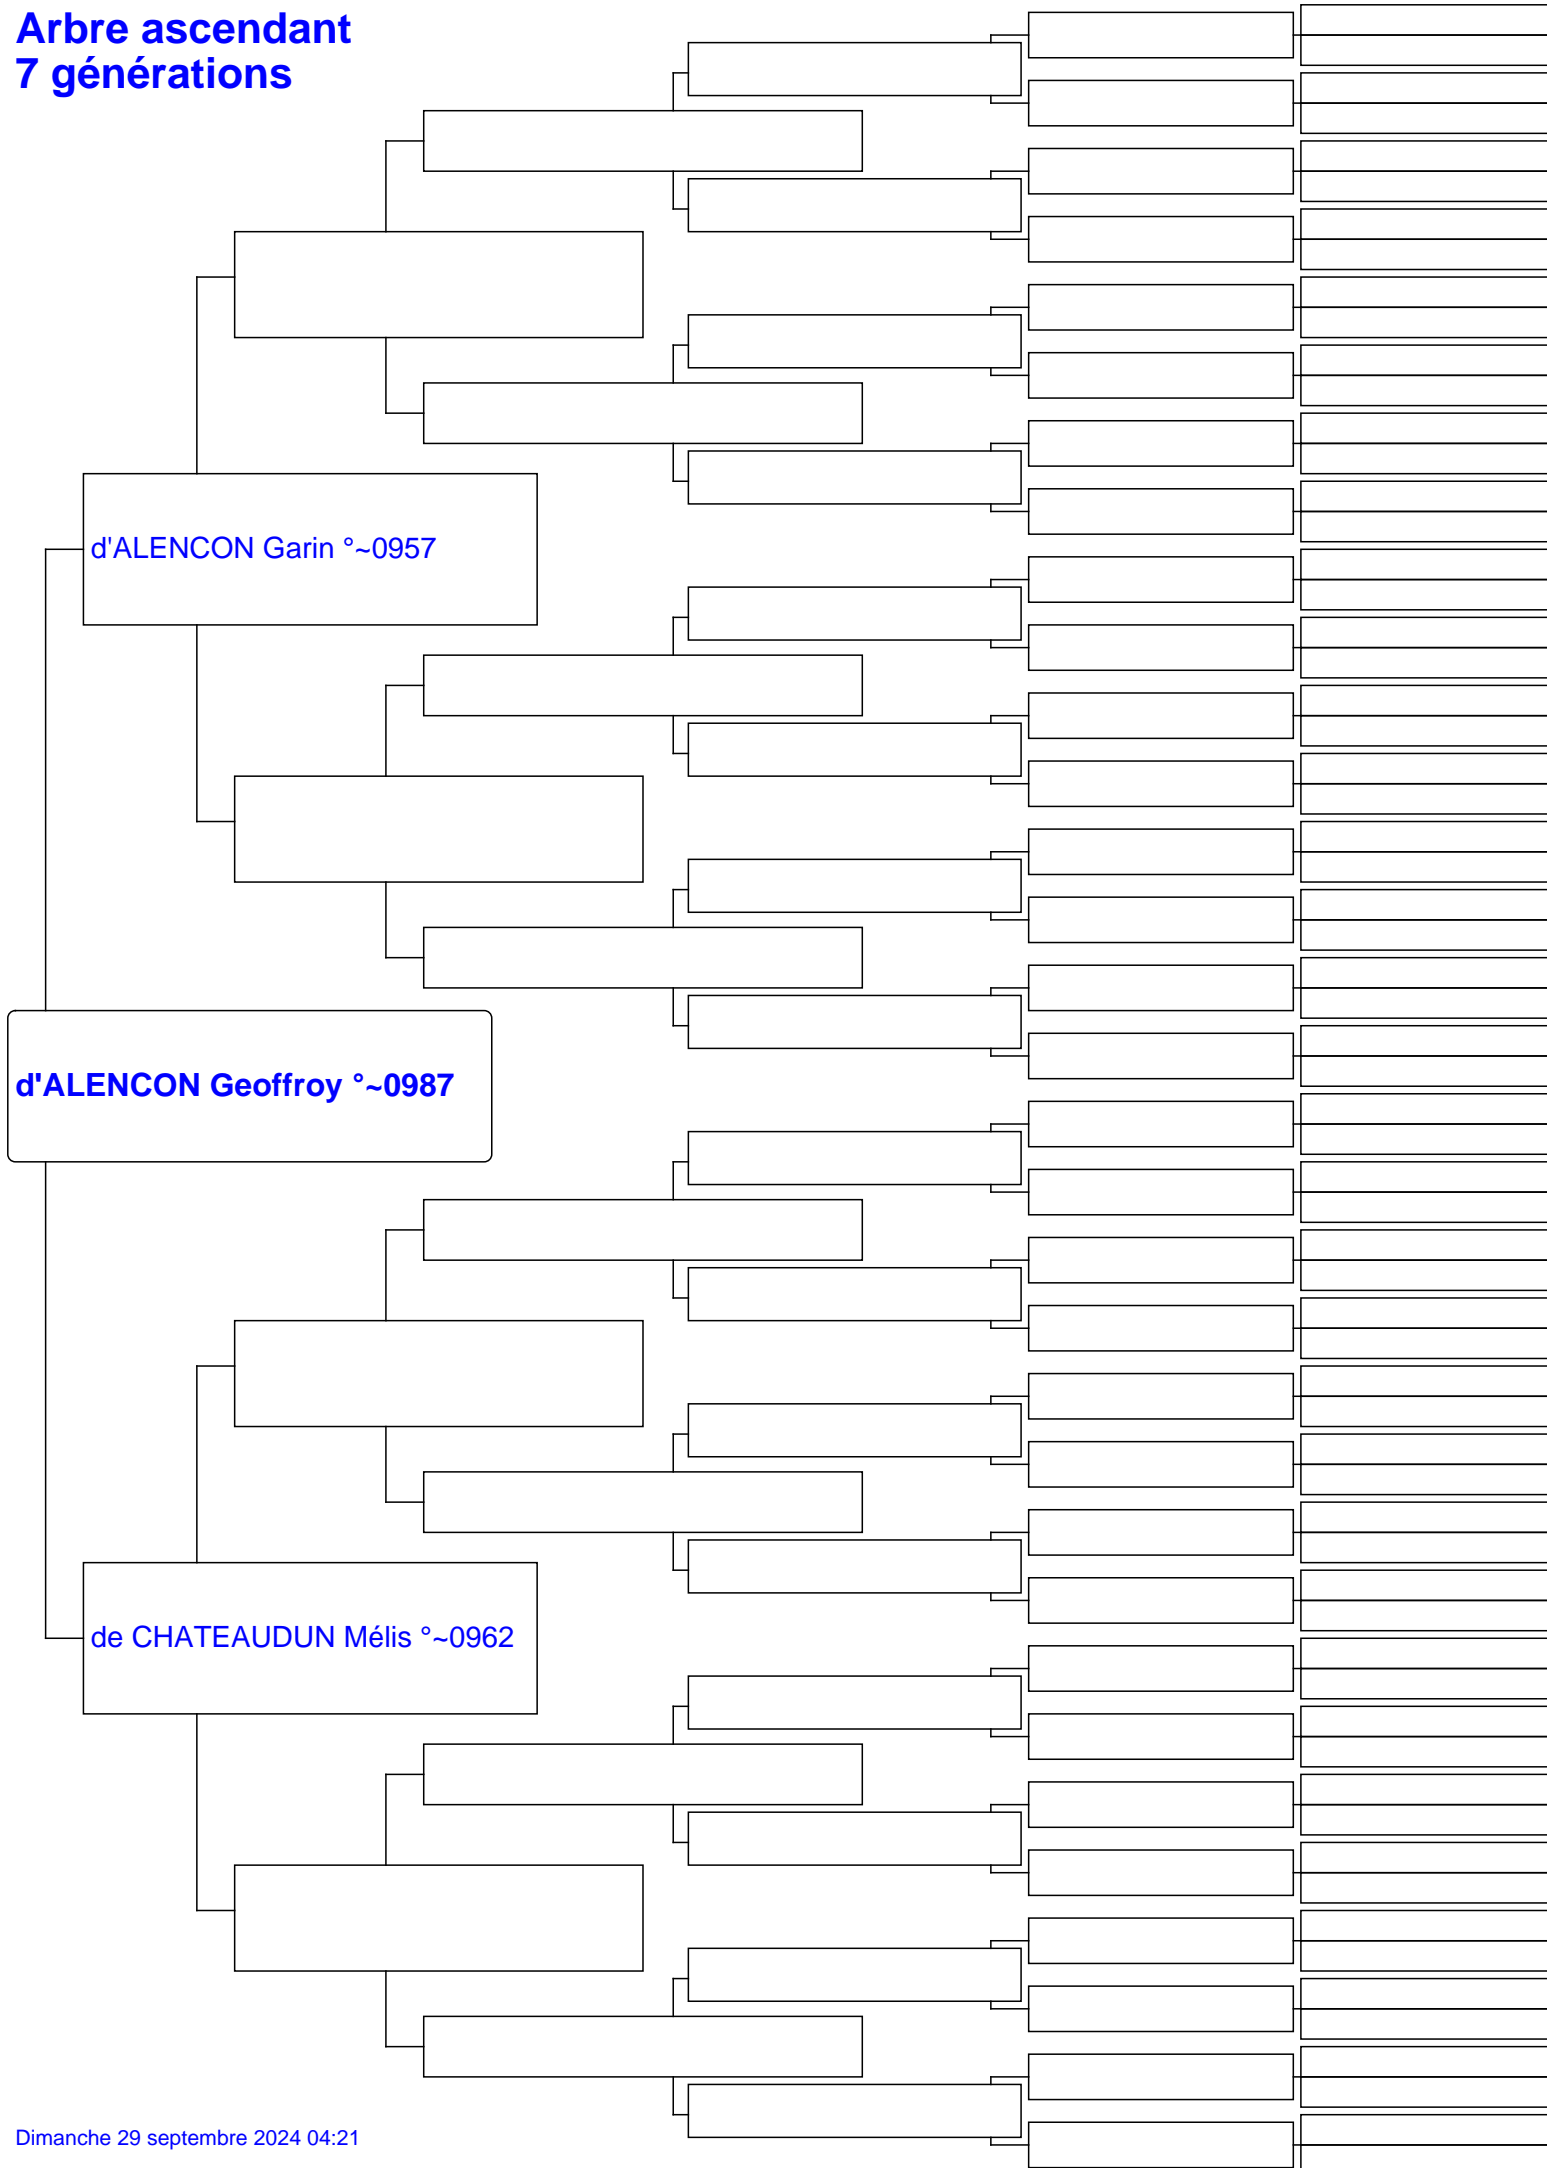 Arbre ascendant
7 générations
d'ALENCON Garin °~0957
d'ALENCON Geoffroy °~0987
de CHATEAUDUN Mélis °~0962
Dimanche 29 septembre 2024 04:21